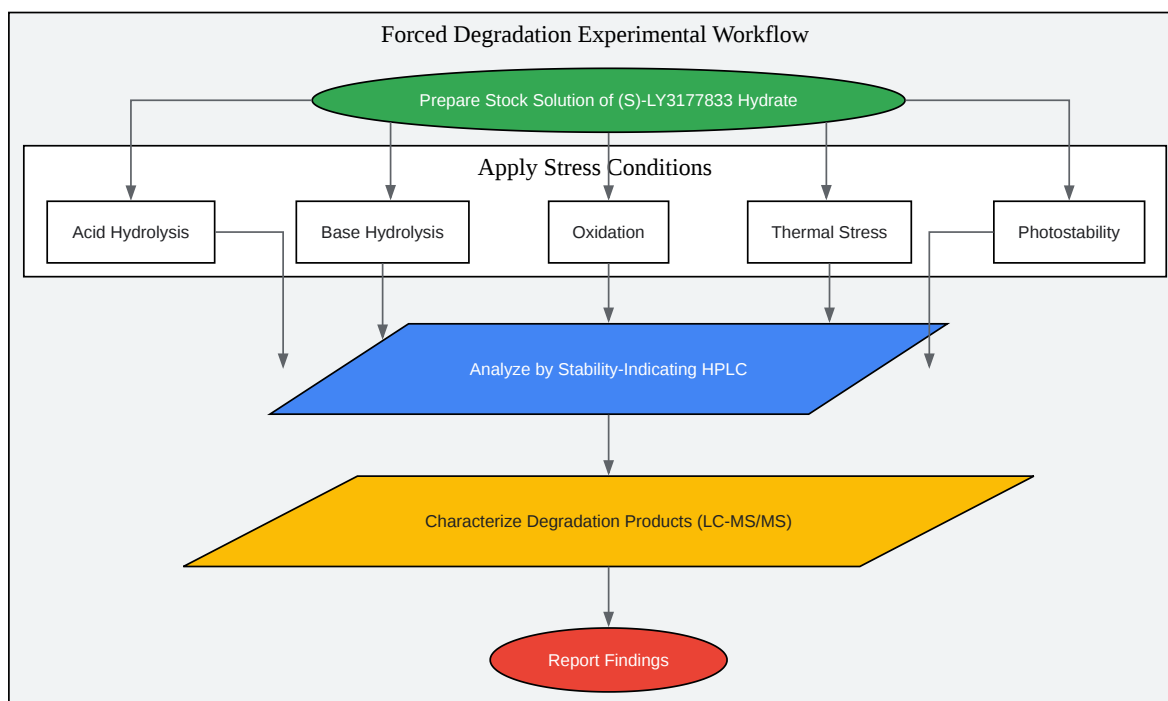 Forced Degradation Experimental Workflow
Prepare Stock Solution of (S)-LY3177833 Hydrate
Apply Stress Conditions
Acid Hydrolysis
Base Hydrolysis
Oxidation
Thermal Stress
Photostability
Analyze by Stability-Indicating HPLC
Characterize Degradation Products (LC-MS/MS)
Report Findings